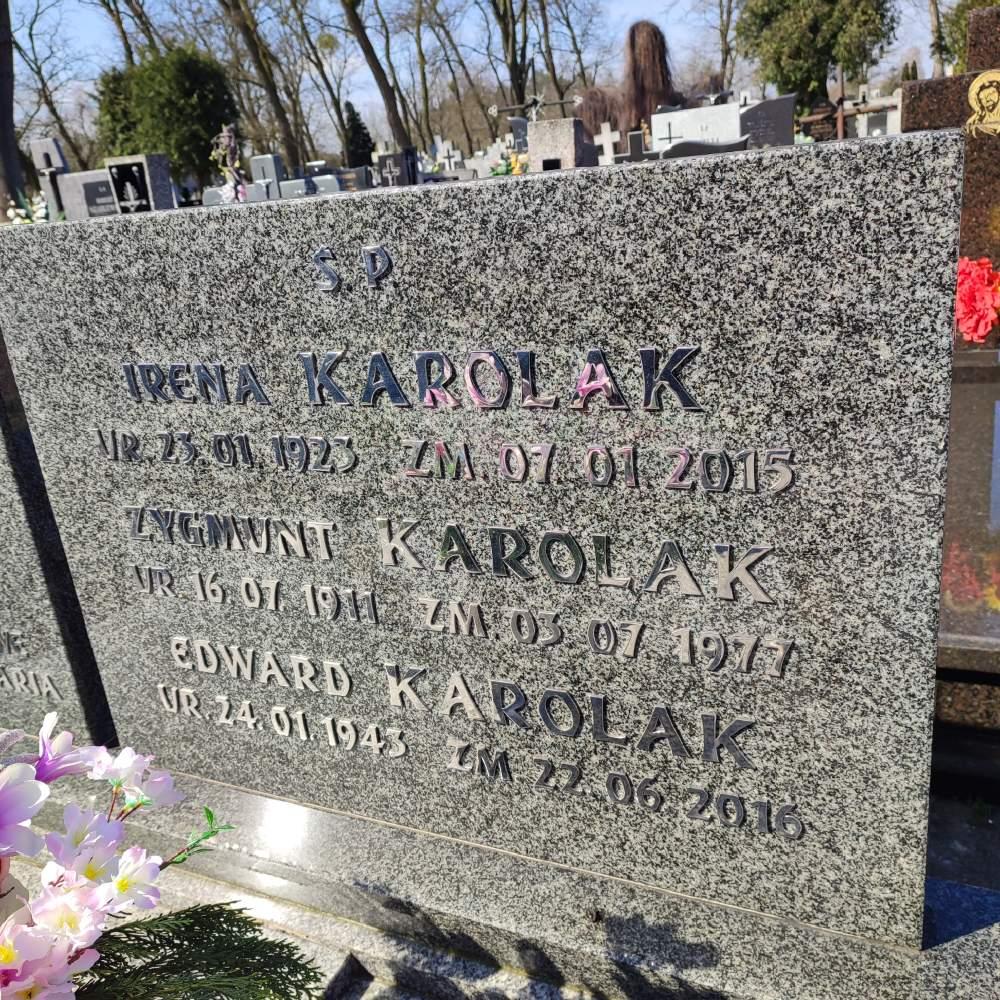 Ś P
IRENA KAROLAK
UR. 23. 01. 1923 ZM. 07. 01. 2015
ZYGMUNT KAROLAK
UR. 16. 07. 1911 ZM. 03. 07. 1977
EDWARD KAROLAK
UR. 24. 01. 1943 ZM 22. 06. 2016